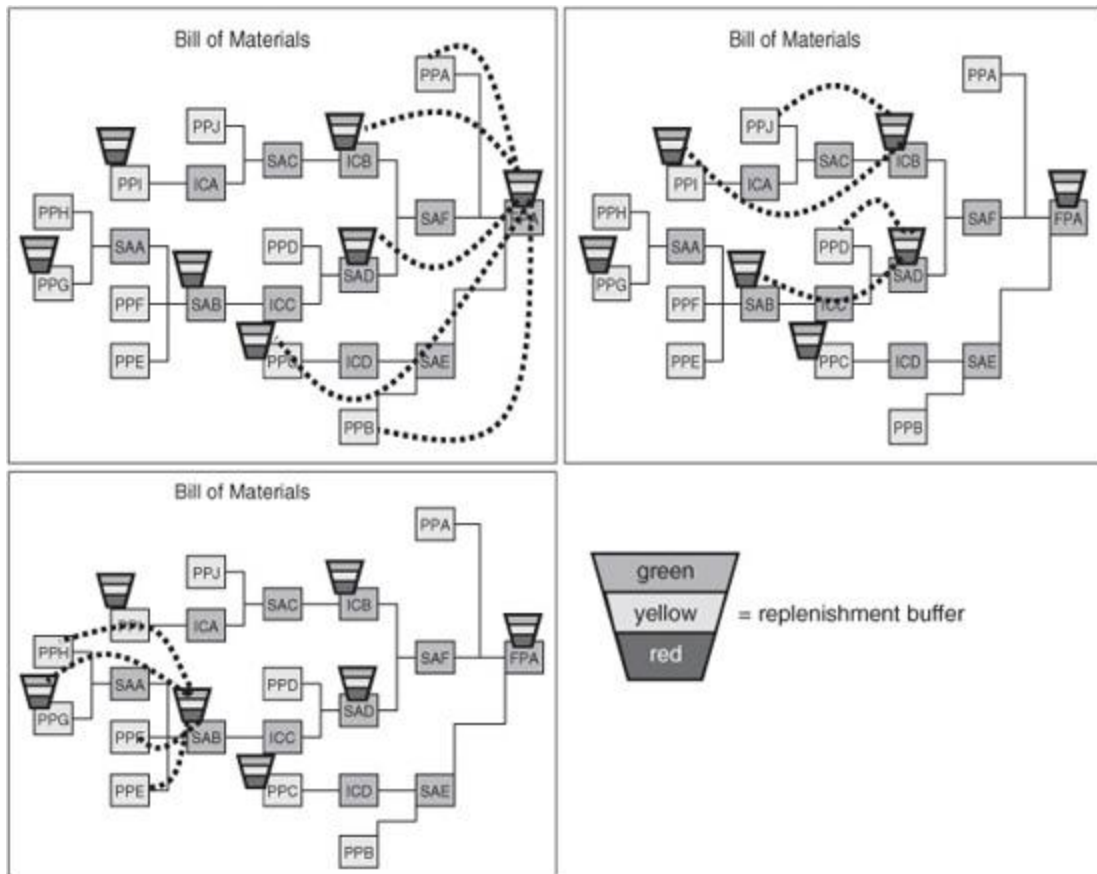 Bill of Materials
PPA
PPJ
SAC
ICB
PPI
ICA
PPH
SAF
SAA
PPD
PPG
SAD
PPF
SAB
ICC
PPE
ICD
SAE
PPB
Bill of Materials
PPA
PPJ
SAC
ICB
PPI
ICA
PPH
SAF
FPA
SAA
PPD
PPG
SAD
PPF
SAB
ICC
PPE
PPC
ICD
SAE
PPB
Bill of Materials
PPA
PPJ
SAC
ICB
ICA
PPH
SAF
FPA
SAA
PPD
PPG
SAD
SAB
ICC
PPE
PPC
ICD
SAE
PPB
green
yellow
red
= replenishment buffer